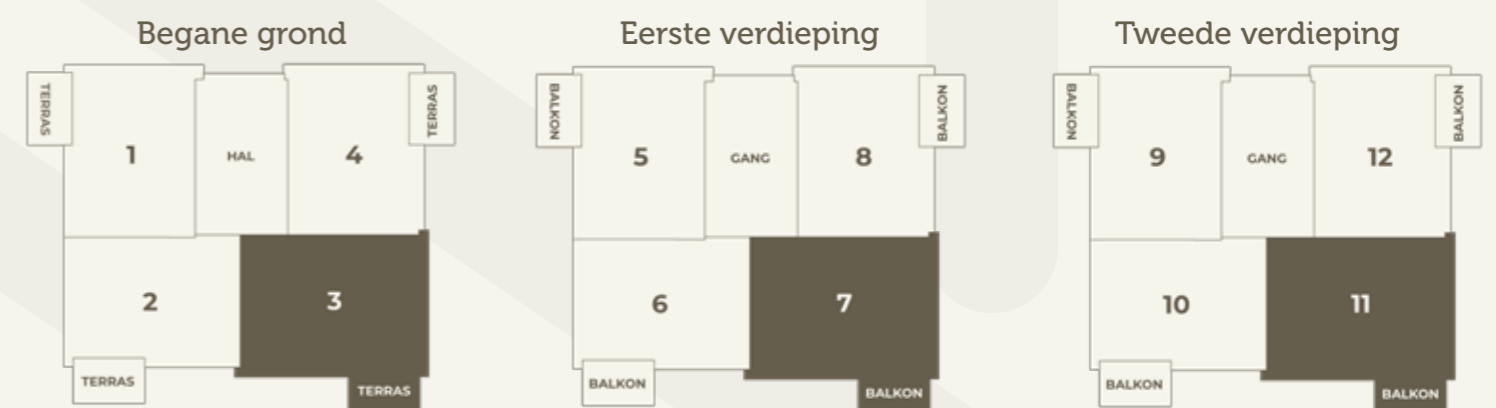 Begane grond
TERRAS
TERRAS
1
HAL
4
2
3
TERRAS
TERRAS
Eerste verdieping
BALKON
BALKON
5
GANG
8
6
7
BALKON
BALKON
Tweede verdieping
BALKON
BALKON
9
GANG
12
10
11
BALKON
BALKON